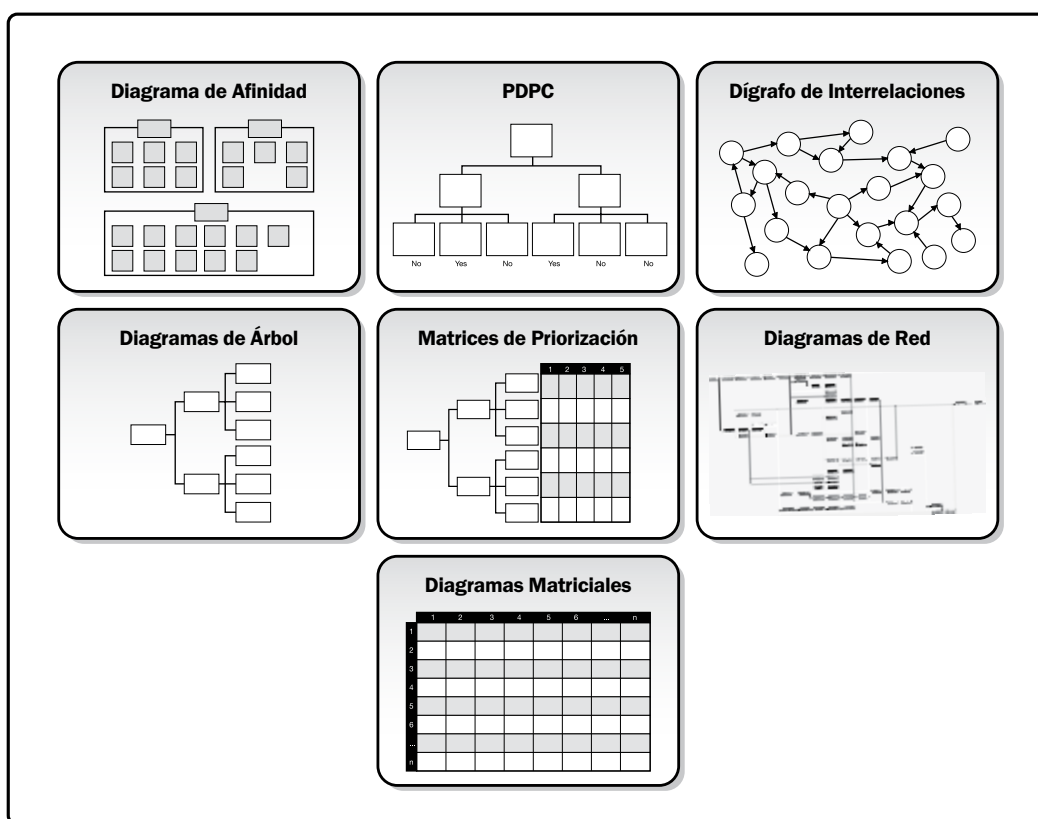 Diagrama de Afinidad
PDPC
No Yes No Yes No No
Dígrafo de Interrelaciones
Diagramas de Árbol
Matrices de Priorización
1 2 3 4 5
Diagramas de Red
Diagramas Matriciales
1 2 3 4 5 6 ... n
1
2
3
4
5
6
...
n